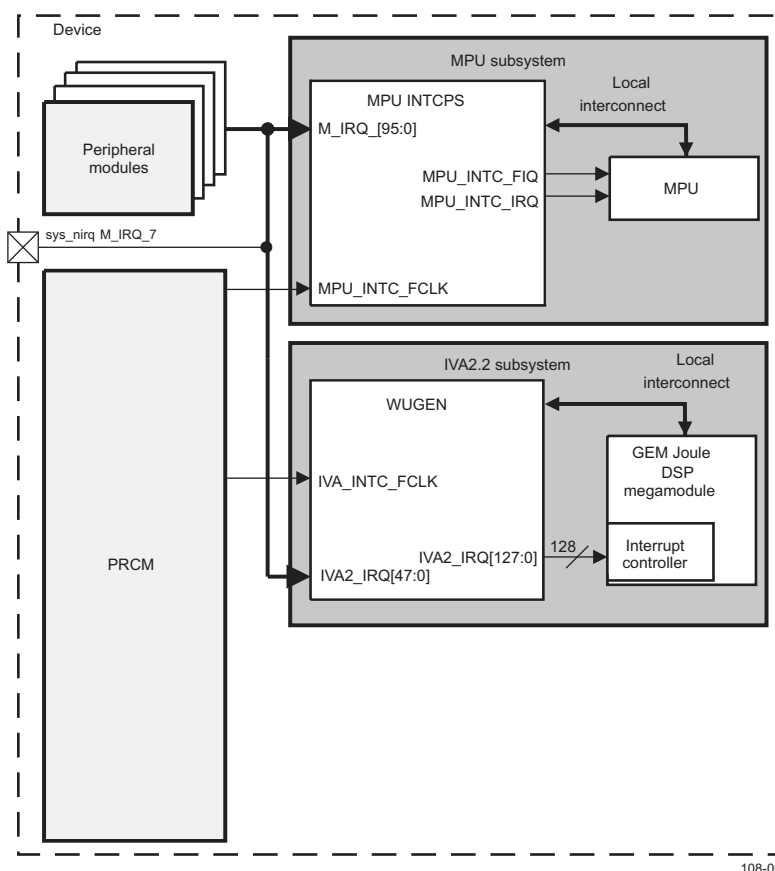 Device
MPU subsystem
Local
interconnect
MPU INTCPS
M_IRQ_[95:0]
Peripheral
modules
MPU_INTC_FIQ
MPU_INTC_IRQ
MPU
sys_nirq M_IRQ_7
MPU_INTC_FCLK
IVA2.2 subsystem
Local
interconnect
WUGEN
GEM Joule
DSP
megamodule
IVA_INTC_FCLK
128
IVA2_IRQ[127:0]
Interrupt
controller
PRCM
IVA2_IRQ[47:0]